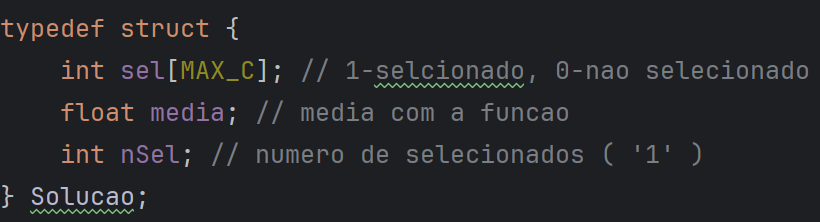 typedef struct {
int sel[MAX_C]; // 1-selcionado, 0-nao selecionado
float media; // media com a funcao
int nSel; // numero de selecionados ( '1' )
} Solucao;